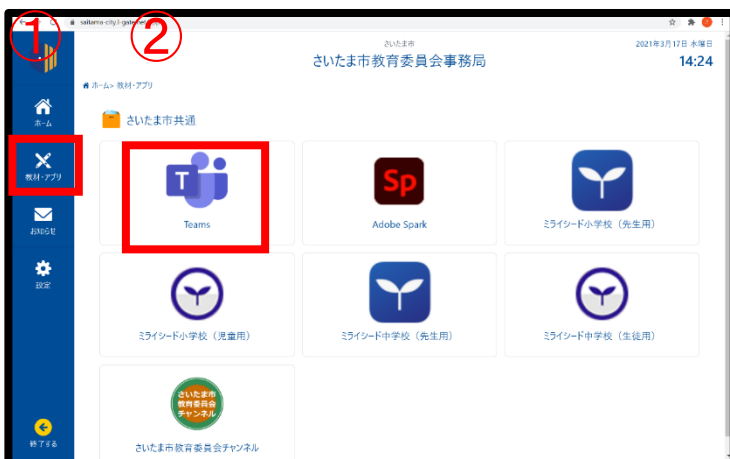 ①
②
saitama-city.l-gate.net
さいたま市
さいたま市教育委員会事務局
2021年3月17日 水曜日
14:24
ホーム> 教材・アプリ
ホーム
教材・アプリ
お知らせ
設定
終了する
さいたま市共通
T
Teams
Sp
Adobe Spark
ミライシード小学校（先生用）
ミライシード小学校（児童用）
ミライシード中学校（先生用）
ミライシード中学校（生徒用）
さいたま市
教育委員会
チャンネル
さいたま市教育委員会チャンネル